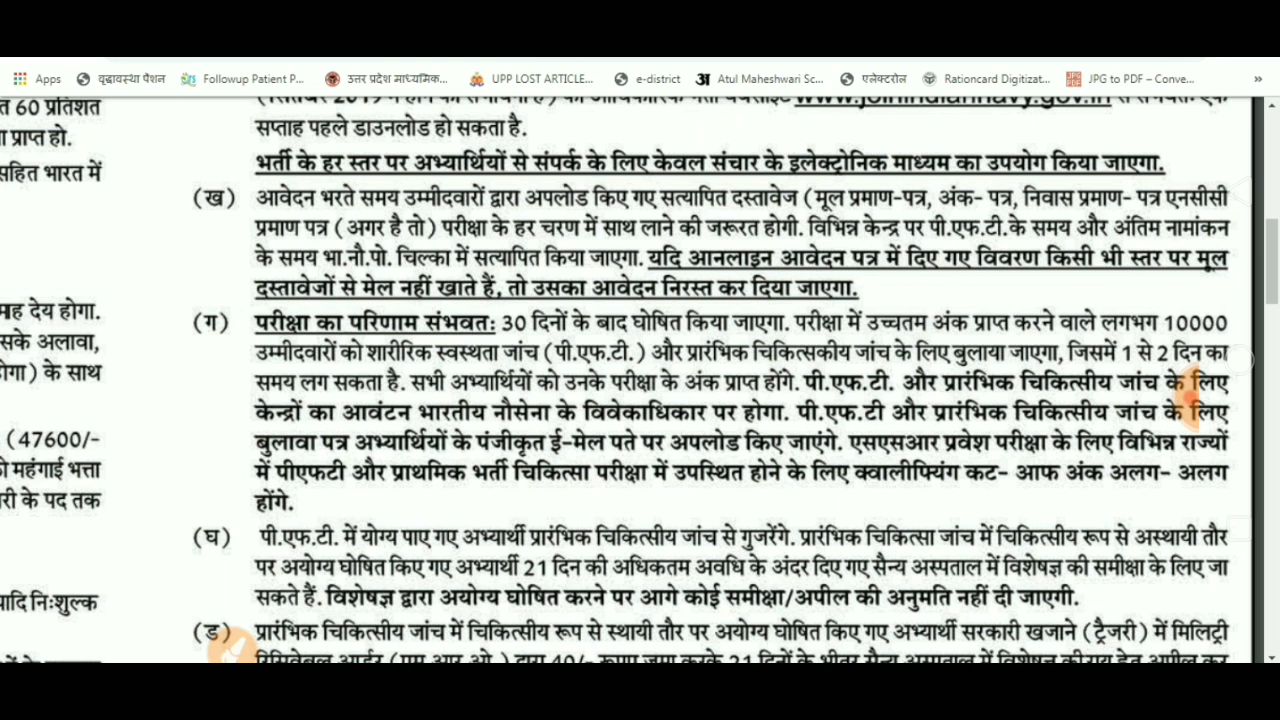 Apps वृद्धावस्था पेंशन Followup Patient P... उत्तर प्रदेश माध्यमिक... UPP LOST ARTICLE... e-district Atul Maheshwari Sc... एलेक्टरोल Rationcard Digitizat... JPG to PDF – Conve... »
त 60 प्रतिशत
ा प्राप्त हो.
सहित भारत में
माह देय होगा.
सके अलावा,
होगा) के साथ
(47600/-
को महंगाई भत्ता
री के पद तक
यादि निःशुल्क
www.joinindiannavy.gov.in
सप्ताह पहले डाउनलोड हो सकता है.
भर्ती के हर स्तर पर अभ्यार्थियों से संपर्क के लिए केवल संचार के इलेक्ट्रोनिक माध्यम का उपयोग किया जाएगा.
(ख) आवेदन भरते समय उम्मीदवारों द्वारा अपलोड किए गए सत्यापित दस्तावेज (मूल प्रमाण-पत्र, अंक- पत्र, निवास प्रमाण- पत्र एनसीसी
प्रमाण पत्र (अगर है तो) परीक्षा के हर चरण में साथ लाने की जरूरत होगी. विभिन्न केन्द्र पर पी.एफ.टी.के समय और अंतिम नामांकन
के समय भा.नौ.पो. चिल्का में सत्यापित किया जाएगा. यदि आनलाइन आवेदन पत्र में दिए गए विवरण किसी भी स्तर पर मूल
दस्तावेजों से मेल नहीं खाते हैं, तो उसका आवेदन निरस्त कर दिया जाएगा.
(ग) परीक्षा का परिणाम संभवत: 30 दिनों के बाद घोषित किया जाएगा. परीक्षा में उच्चतम अंक प्राप्त करने वाले लगभग 10000
उम्मीदवारों को शारीरिक स्वस्थता जांच (पी.एफ.टी.) और प्रारंभिक चिकित्सकीय जांच के लिए बुलाया जाएगा, जिसमें 1 से 2 दिन का
समय लग सकता है. सभी अभ्यार्थियों को उनके परीक्षा के अंक प्राप्त होंगे. पी.एफ.टी. और प्रारंभिक चिकित्सीय जांच के लिए
केन्द्रों का आवंटन भारतीय नौसेना के विवेकाधिकार पर होगा. पी.एफ.टी और प्रारंभिक चिकित्सीय जांच के लिए
बुलावा पत्र अभ्यार्थियों के पंजीकृत ई-मेल पते पर अपलोड किए जाएंगे. एसएसआर प्रवेश परीक्षा के लिए विभिन्न राज्यों
में पीएफटी और प्राथमिक भर्ती चिकित्सा परीक्षा में उपस्थित होने के लिए क्वालीफ्यिंग कट- आफ अंक अलग- अलग
होंगे.
(घ) पी.एफ.टी. में योग्य पाए गए अभ्यार्थी प्रारंभिक चिकित्सीय जांच से गुजरेंगे. प्रारंभिक चिकित्सा जांच में चिकित्सीय रूप से अस्थायी तौर
पर अयोग्य घोषित किए गए अभ्यार्थी 21 दिन की अधिकतम अवधि के अंदर दिए गए सैन्य अस्पताल में विशेषज्ञ की समीक्षा के लिए जा
सकते हैं. विशेषज्ञ द्वारा अयोग्य घोषित करने पर आगे कोई समीक्षा/अपील की अनुमति नहीं दी जाएगी.
(ड) प्रारंभिक चिकित्सीय जांच में चिकित्सीय रूप से स्थायी तौर पर अयोग्य घोषित किए गए अभ्यार्थी सरकारी खजाने (ट्रैजरी) में मिलिट्री